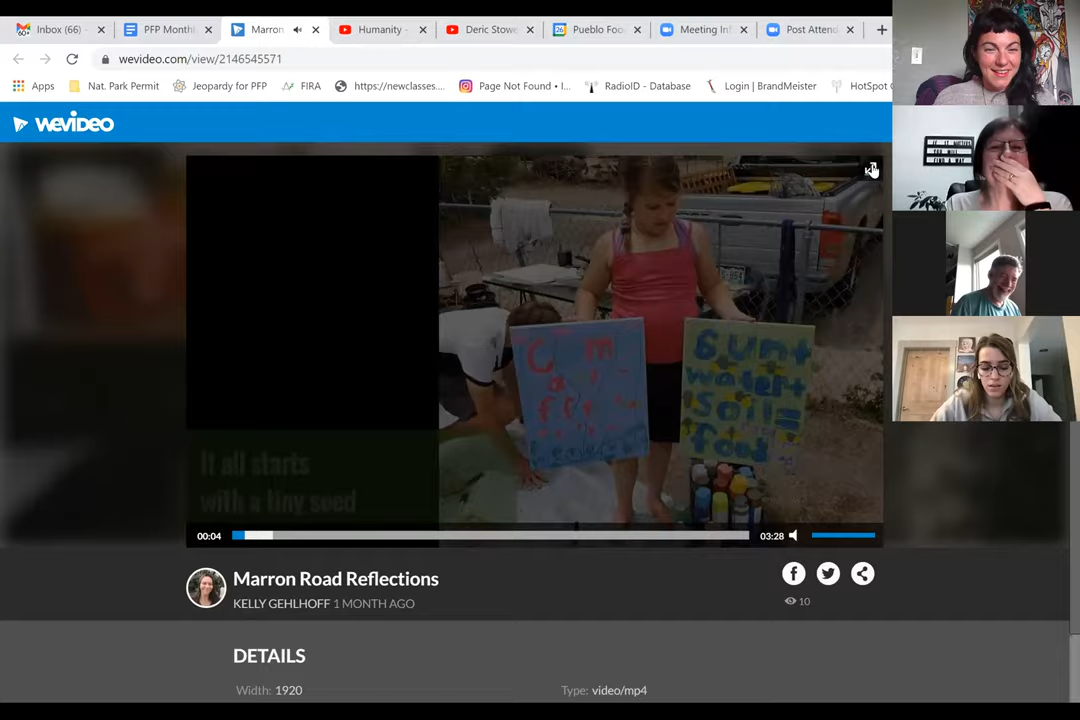 Inbox (66) -
PFP Monthl
Marron
Humanity -
Deric Stowe
Pueblo Foo
Meeting In
Post Attend
wevideo.com/view/2146545571
Apps
Nat. Park Permit
Jeopardy for PFP
FIRA
https://newclasses....
Page Not Found • I...
RadioID - Database
Login | BrandMeister
HotSpot
wevideo
Sun +
water+
Soil =
food
It all starts
with a tiny seed
00:04
03:28
Marron Road Reflections
KELLY GEHLHOFF 1 MONTH AGO
10
DETAILS
Width: 1920
Type: video/mp4